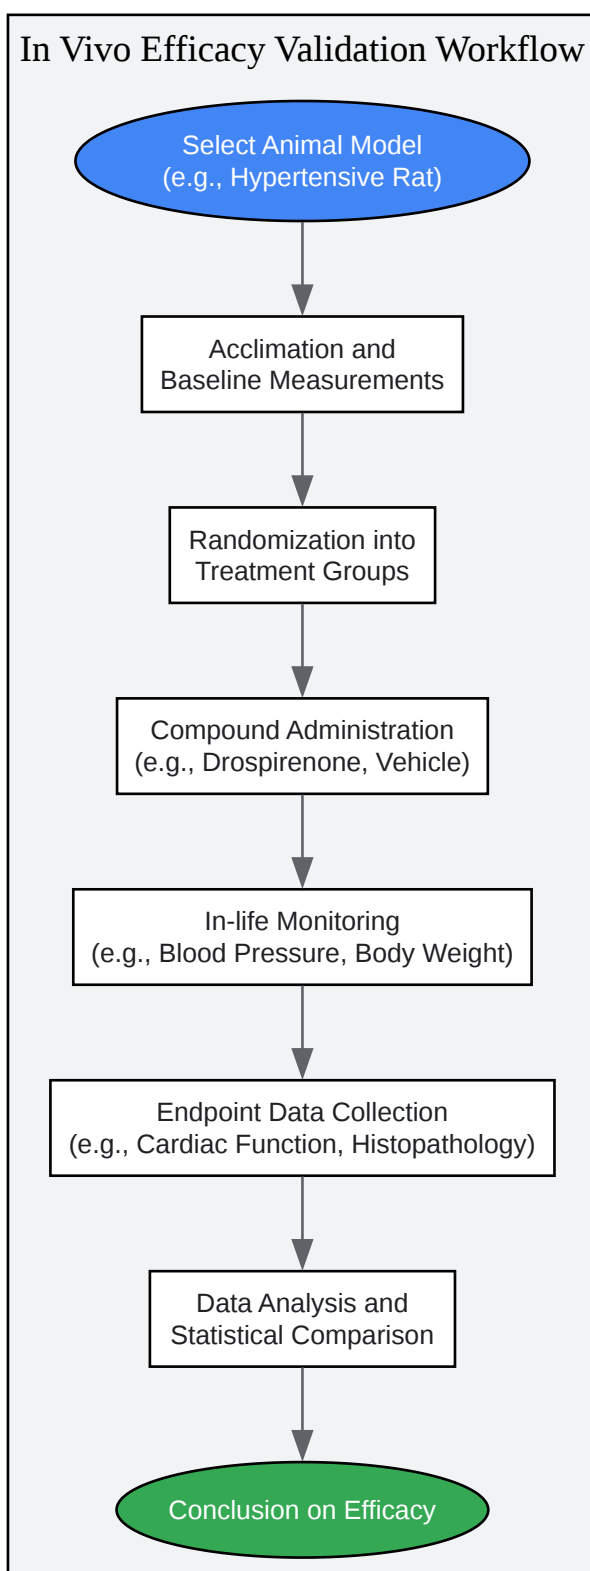 In Vivo Efficacy Validation Workflow
Select Animal Model
(e.g., Hypertensive Rat)
Acclimation and
Baseline Measurements
Randomization into
Treatment Groups
Compound Administration
(e.g., Drospirenone, Vehicle)
In-life Monitoring
(e.g., Blood Pressure, Body Weight)
Endpoint Data Collection
(e.g., Cardiac Function, Histopathology)
Data Analysis and
Statistical Comparison
Conclusion on Efficacy